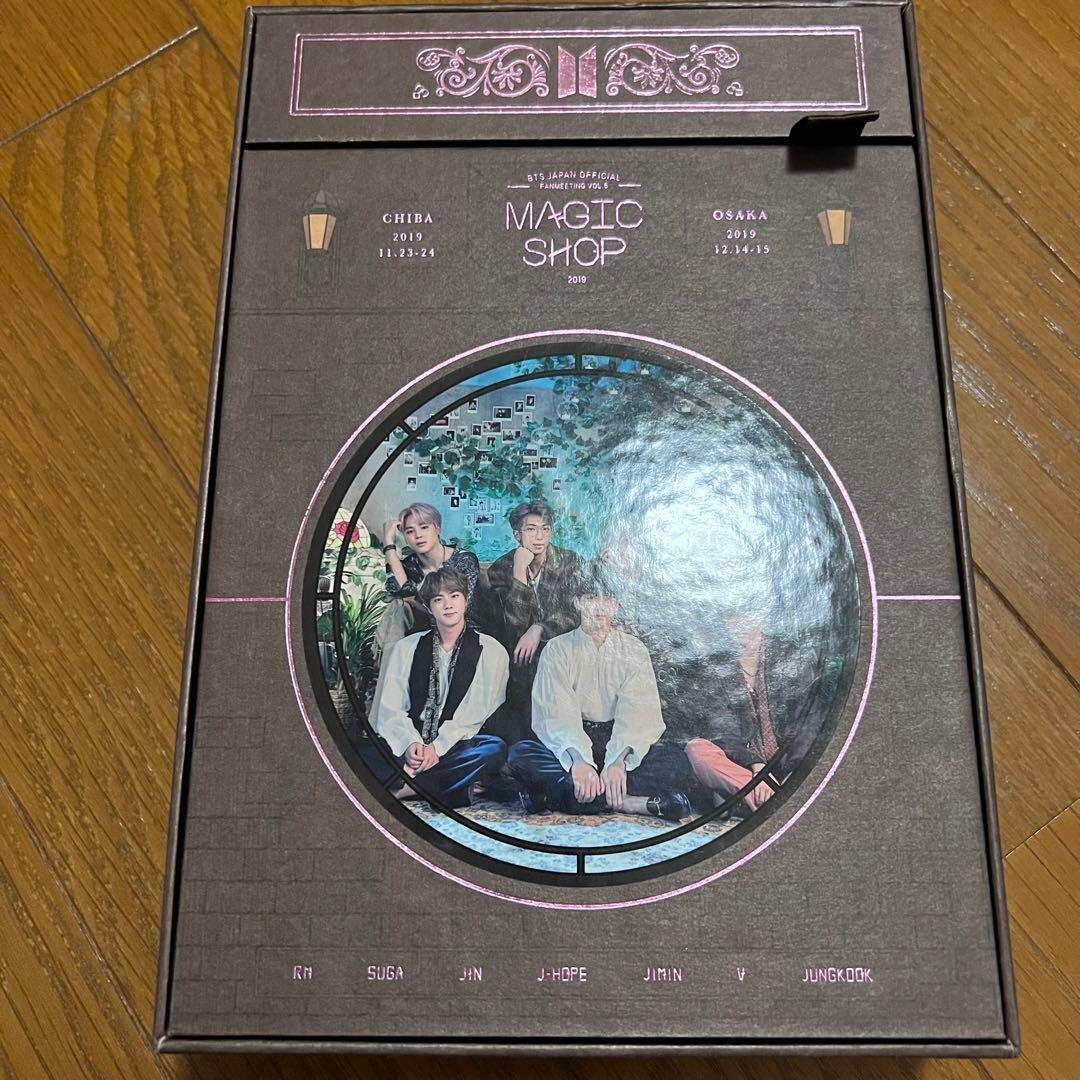 BTS JAPAN OFFICIAL
FANMEETING VOL.5
MAGIC
SHOP
2019
CHIBA
2019
11.23-24
OSAKA
2019
12.14-15
RM SUGA JIN J-HOPE JIMIN V JUNGKOOK